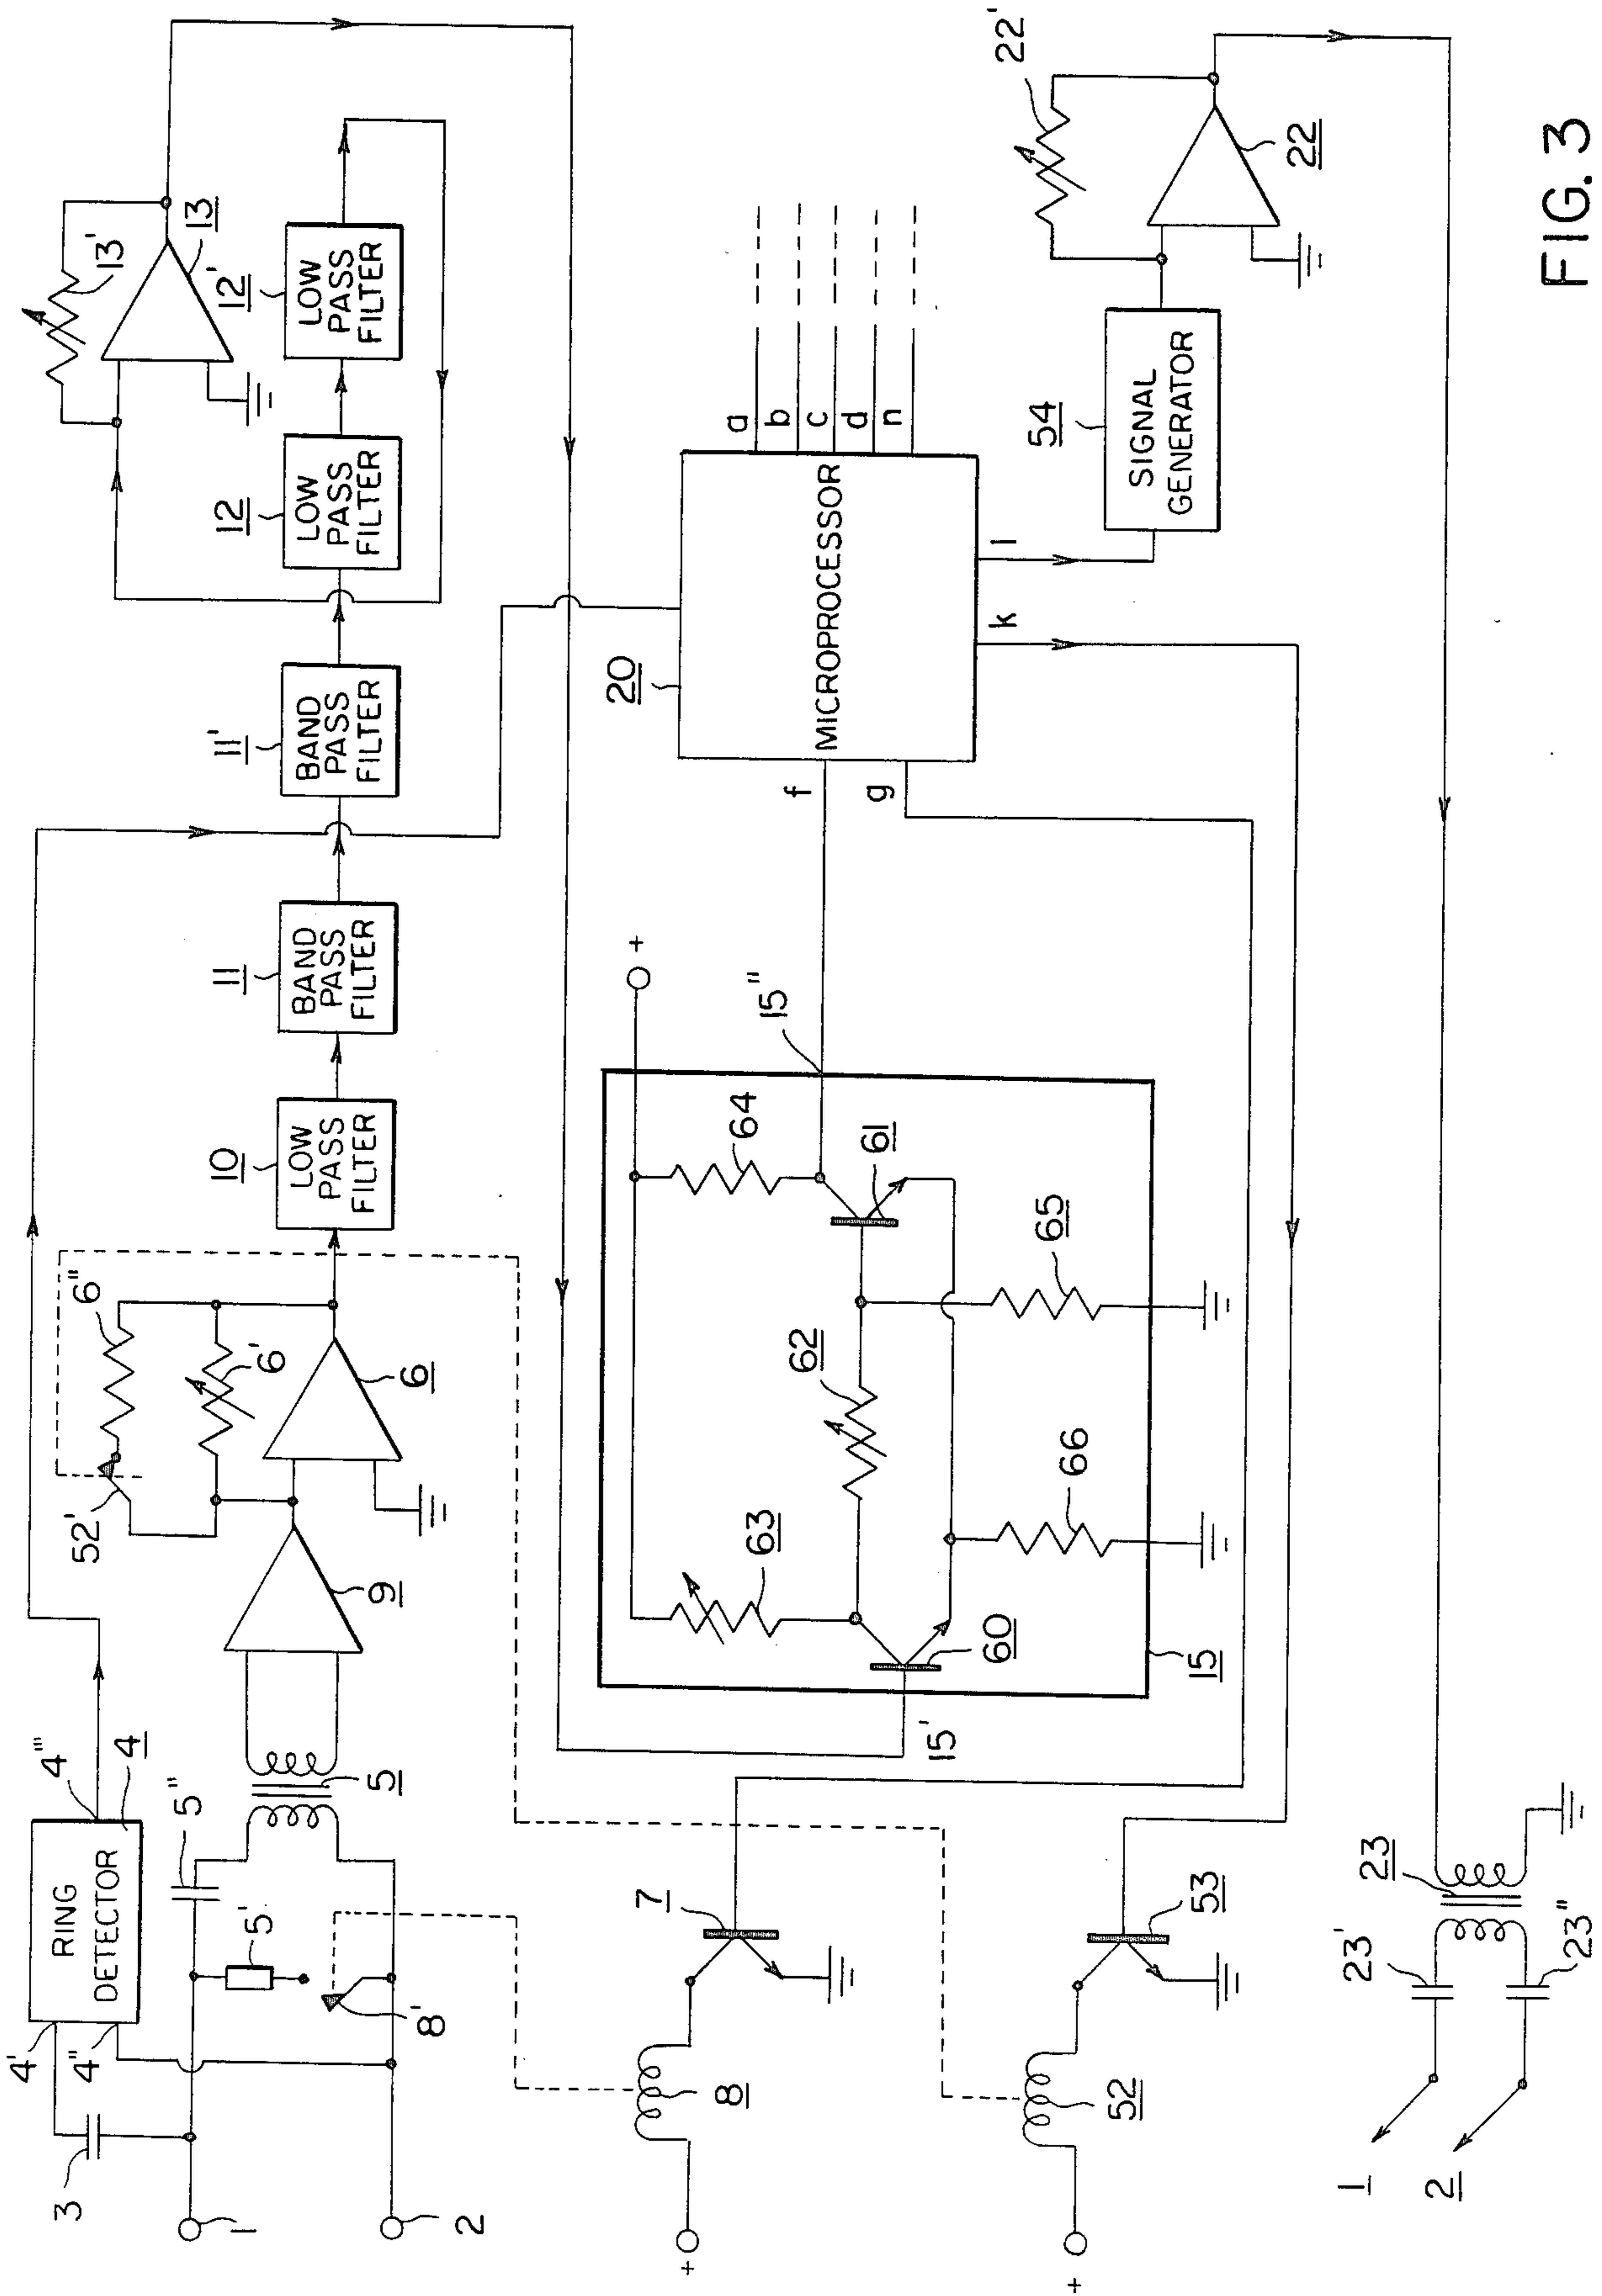 RING
DETECTOR
4'
4"
4'''
4
3
1
2
5'
5"
5
8'
9
52'
6"
6'
6
10
LOW
PASS
FILTER
11
BAND
PASS
FILTER
11'
BAND
PASS
FILTER
12
LOW
PASS
FILTER
12'
LOW
PASS
FILTER
13'
13
+
8
7
15'
15
60
61
62
63
64
65
66
15"
+
f
g
20
MICROPROCESSOR
a
b
c
d
n
k
l
+
52
53
54
SIGNAL
GENERATOR
22'
22
1
2
23'
23"
23
FIG. 3